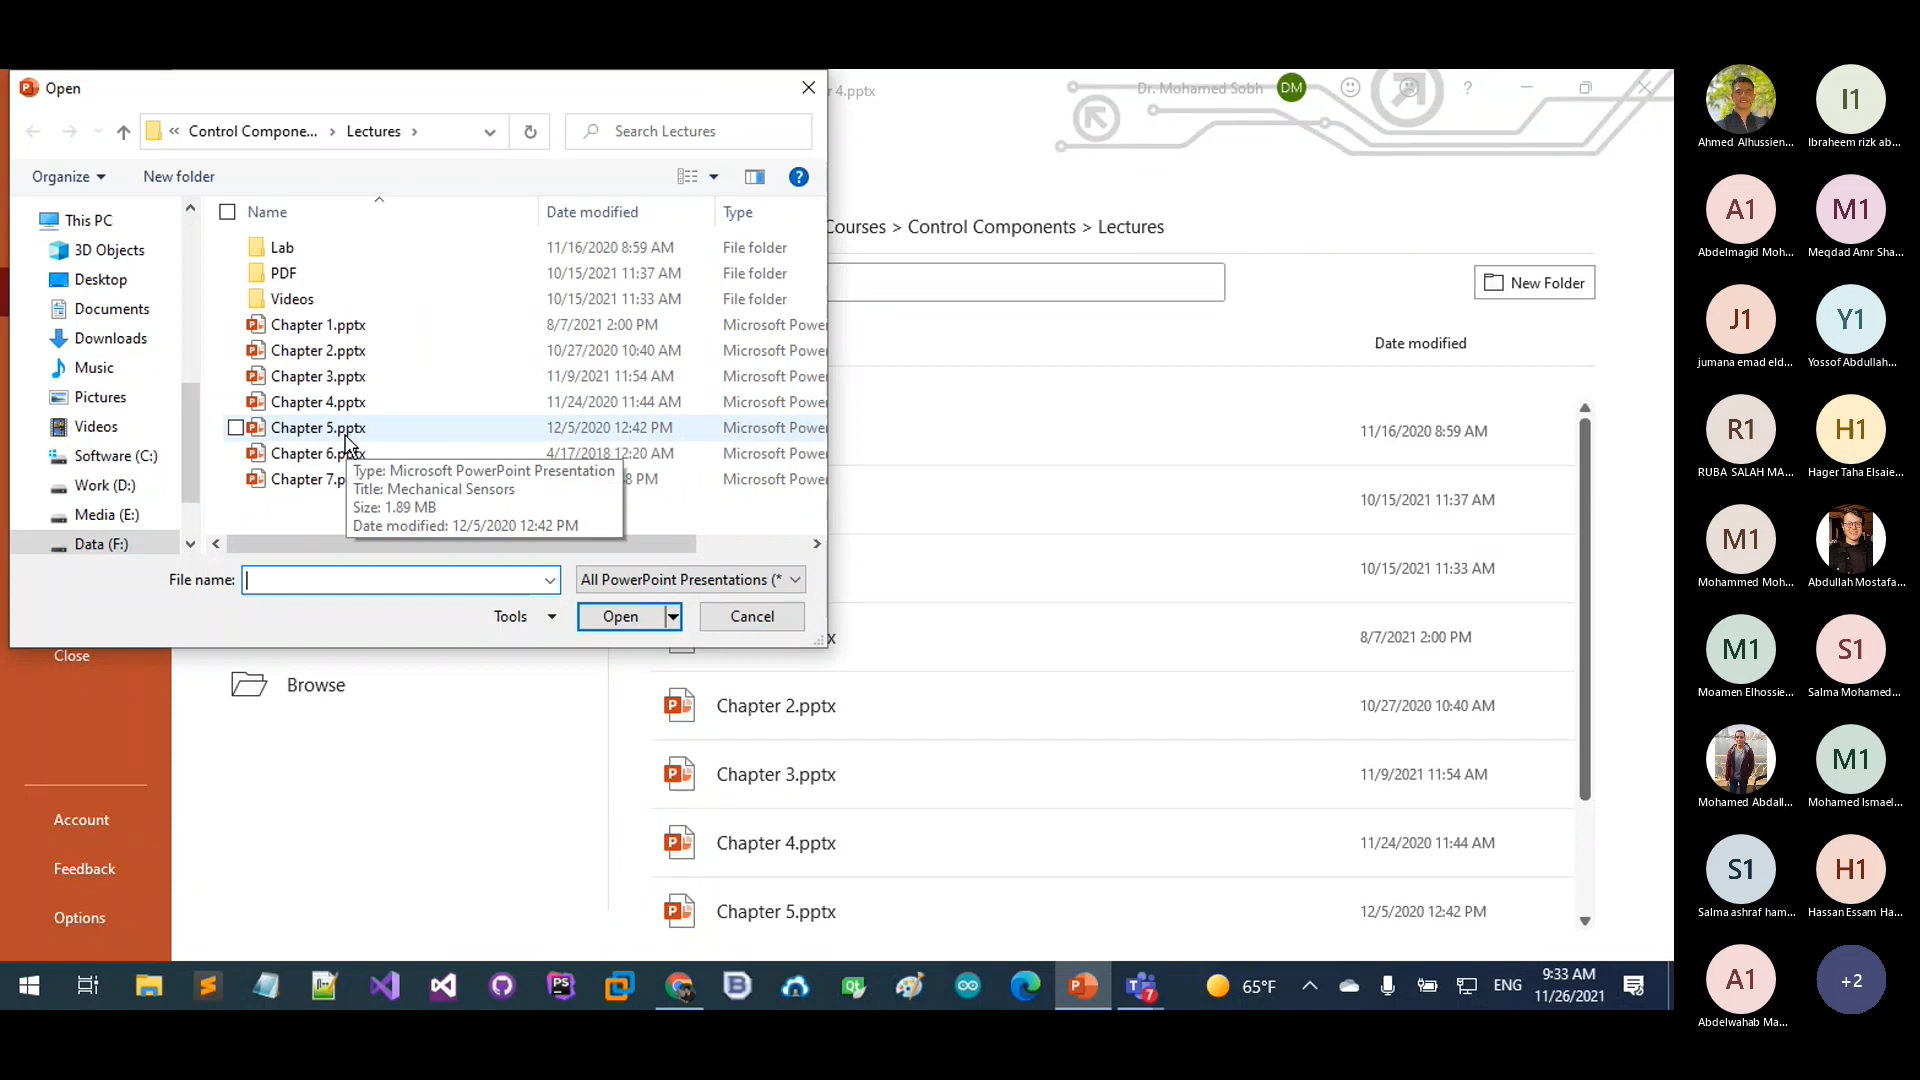 Open
4.pptx
Dr. Mohamed Sobh
DM
?
« Control Compone... > Lectures >
Search Lectures
Organize
New folder
?
Name
Date modified
Type
This PC
3D Objects
Desktop
Documents
Downloads
Music
Pictures
Videos
Software (C:)
Work (D:)
Media (E:)
Data (F:)
Lab 11/16/2020 8:59 AM File folder
PDF 10/15/2021 11:37 AM File folder
Videos 10/15/2021 11:33 AM File folder
Chapter 1.pptx 8/7/2021 2:00 PM Microsoft Power
Chapter 2.pptx 10/27/2020 10:40 AM Microsoft Power
Chapter 3.pptx 11/9/2021 11:54 AM Microsoft Power
Chapter 4.pptx 11/24/2020 11:44 AM Microsoft Power
Chapter 5.pptx 12/5/2020 12:42 PM Microsoft Power
Chapter 6.pptx 4/17/2018 12:20 AM Microsoft Power
Chapter 7.p 8 PM Microsoft Power
Type: Microsoft PowerPoint Presentation
Title: Mechanical Sensors
Size: 1.89 MB
Date modified: 12/5/2020 12:42 PM
File name:
All PowerPoint Presentations (*
Tools
Open
Cancel
Courses > Control Components > Lectures
New Folder
Date modified
11/16/2020 8:59 AM
10/15/2021 11:37 AM
10/15/2021 11:33 AM
x 8/7/2021 2:00 PM
Chapter 2.pptx 10/27/2020 10:40 AM
Chapter 3.pptx 11/9/2021 11:54 AM
Chapter 4.pptx 11/24/2020 11:44 AM
Chapter 5.pptx 12/5/2020 12:42 PM
Close
Browse
Account
Feedback
Options
65°F
ENG
9:33 AM
11/26/2021
Ahmed Alhussien...
I1
Ibraheem rizk ab...
A1
Abdelmagid Moh...
M1
Meqdad Amr Sha...
J1
jumana emad eld...
Y1
Yossof Abdullah...
R1
RUBA SALAH MA...
H1
Hager Taha Elsaie...
M1
Mohammed Moh...
Abdullah Mostafa...
M1
Moamen Elhossie...
S1
Salma Mohamed...
Mohamed Abdall...
M1
Mohamed Ismael...
S1
Salma ashraf ham...
H1
Hassan Essam Ha...
A1
Abdelwahab Ma...
+2